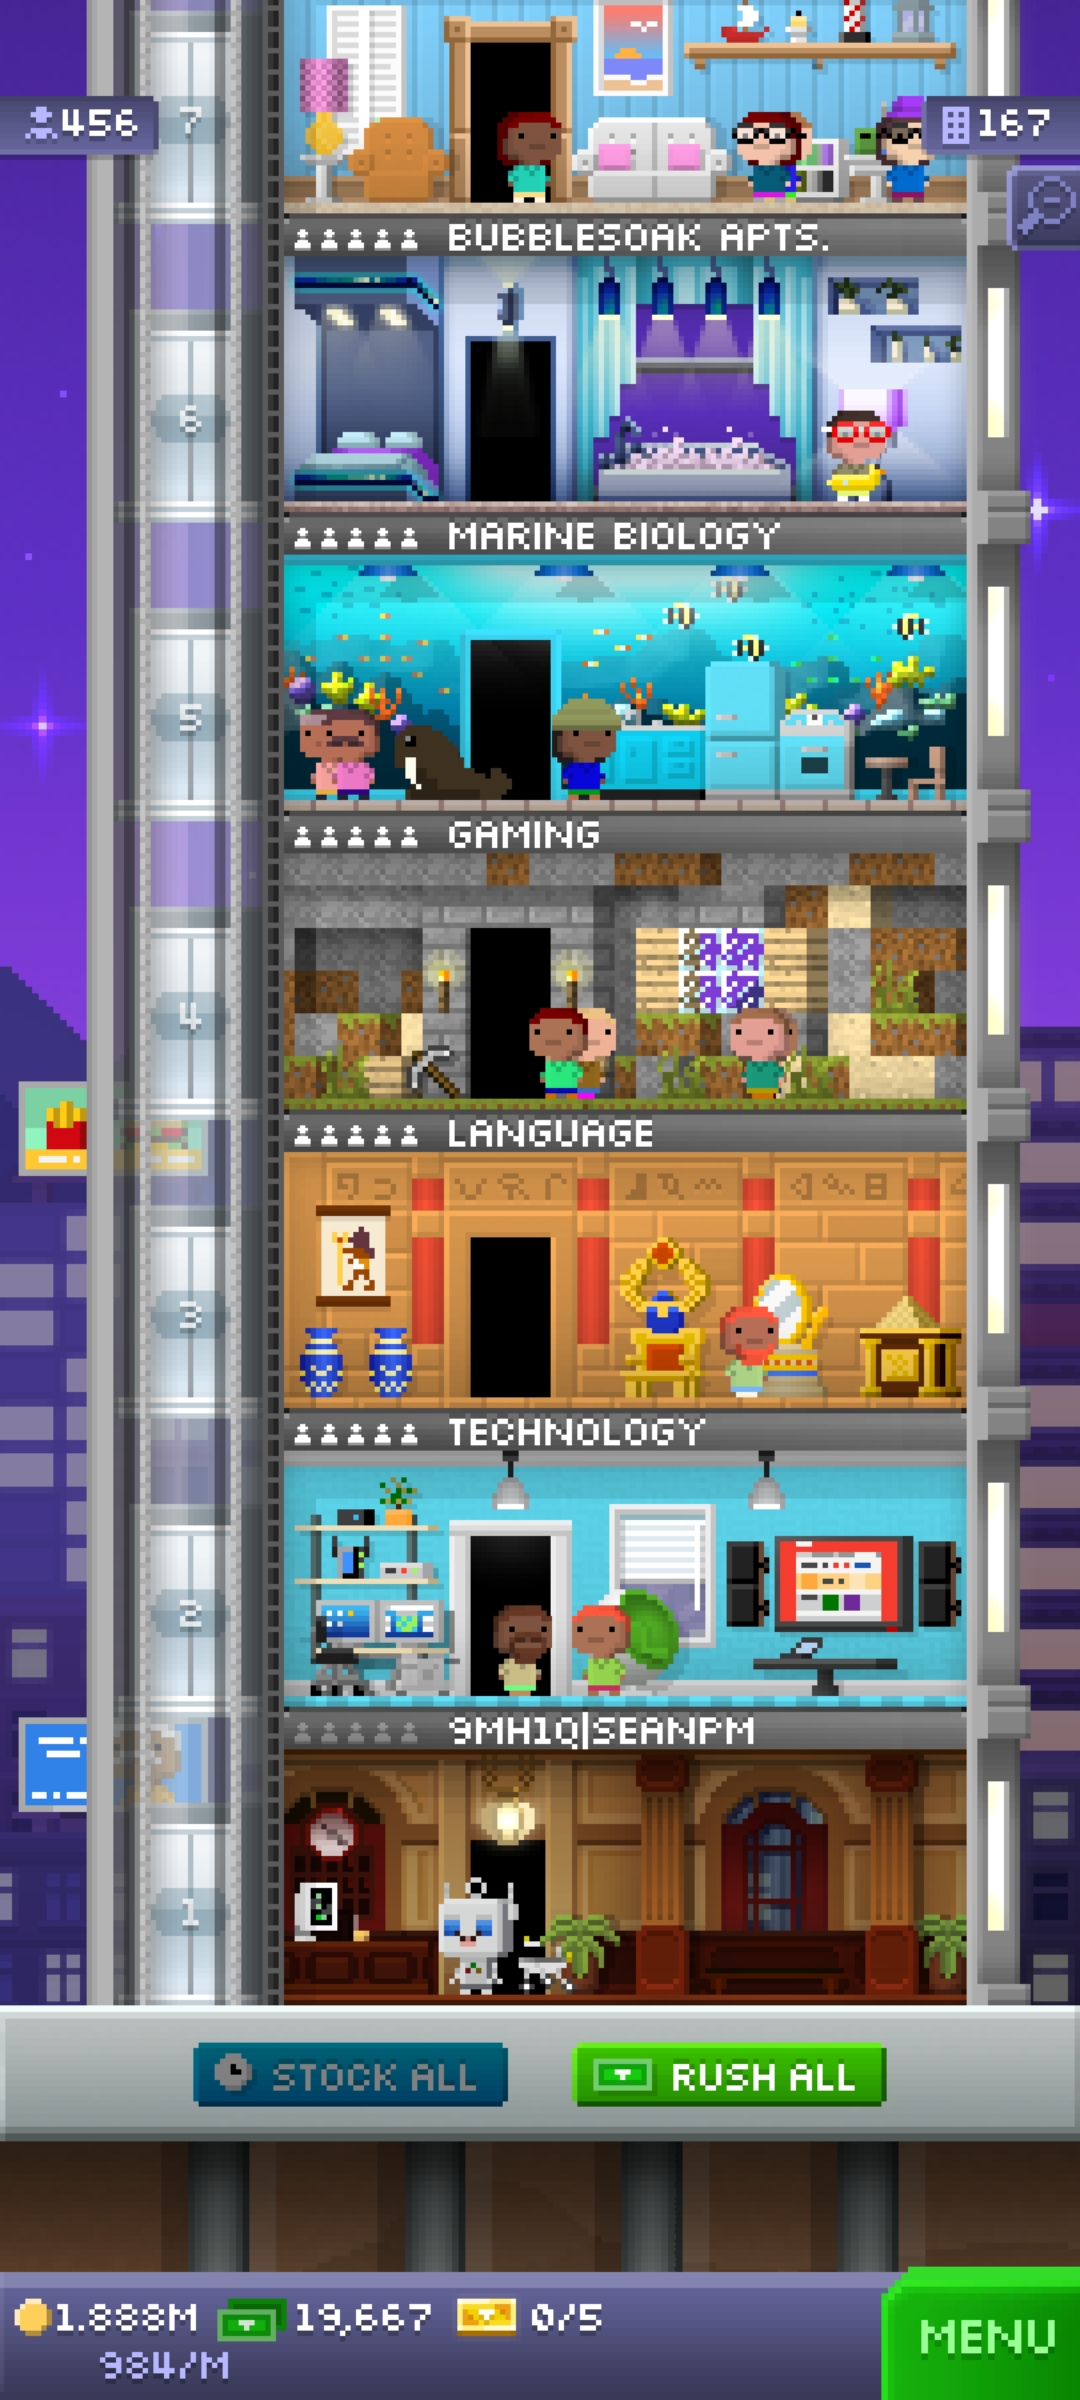 7
456
167
BUBBLESOAK APTS.
6
MARINE BIOLOGY
5
GAMING
4
LANGUAGE
3
TECHNOLOGY
2
9MH1Q|SEANPM
1
STOCK ALL
RUSH ALL
1.888M 19,667 0/5
984/M
MENU